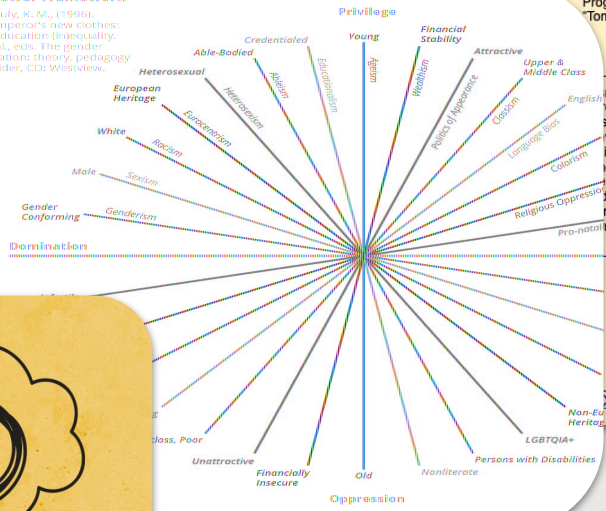 uly, K. M., (1996).
mperor's new clothes:
ducation (in)equality.
l., eds. The gender
ation: theory, pedagogy
lder, CO: Westview.
Privilege
Credentialed
Young
Financial
Stability
Able-Bodied
Attractive
Heterosexual
Upper &
Middle Class
European
Heritage
English
White
Male
Gender
Conforming
Educationalism
Ageism
Wealthism
Ableism
Politics of Appearance
Heterosexism
Classism
Eurocentrism
Language Bias
Racism
Colorism
Sexism
Religious Oppressio
Genderism
Pro-natal
Domination
class, Poor
Unattractive
Financially
Insecure
Old
Nonliterate
Persons with Disabilities
LGBTQIA+
Non-Eu
Heritag
Oppression
Prog
"Ton